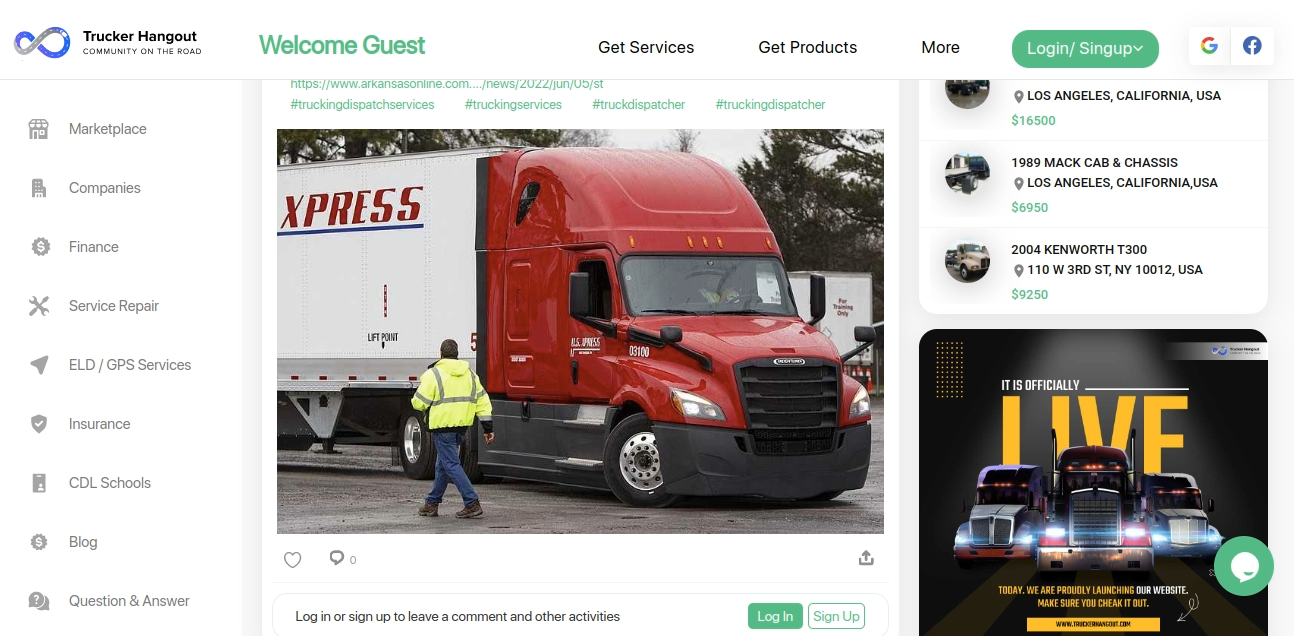 Trucker Hangout
COMMUNITY ON THE ROAD
Welcome Guest
Get Services
Get Products
More
Login/ Singup
Marketplace
Companies
Finance
Service Repair
ELD / GPS Services
Insurance
CDL Schools
Blog
Question & Answer
https://www.arkansasonline.com..../news/2022/jun/05/st
#truckingdispatchservices #truckingservices #truckdispatcher #truckingdispatcher
XPRESS
LIFT POINT
5
U.S. XPRESS
03100
FREIGHTLINER
For
Training
Only
0
Log in or sign up to leave a comment and other activities
Log In
Sign Up
LOS ANGELES, CALIFORNIA, USA
$16500
1989 MACK CAB & CHASSIS
LOS ANGELES, CALIFORNIA,USA
$6950
2004 KENWORTH T300
110 W 3RD ST, NY 10012, USA
$9250
Trucker Hangout
IT IS OFFICIALLY
LIVE
TODAY. WE ARE PROUDLY LAUNCHING OUR WEBSITE.
MAKE SURE YOU CHEAK IT OUT.
WWW.TRUCKERHANGOUT.COM